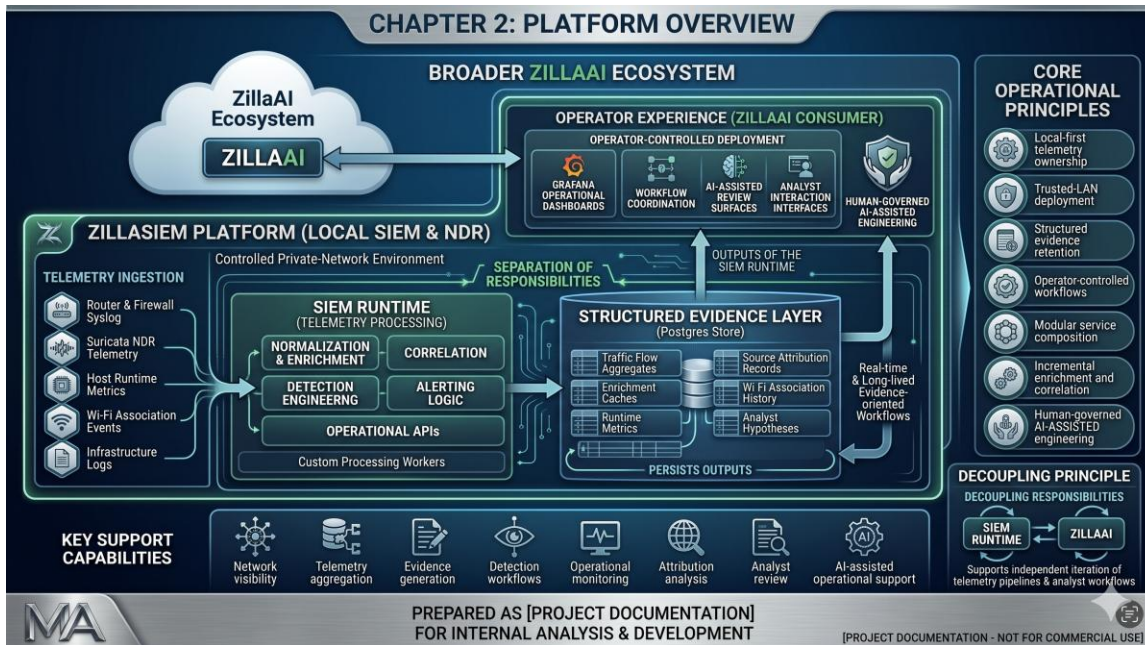 CHAPTER 2: PLATFORM OVERVIEW
BROADER ZILLAAI ECOSYSTEM
ZillaAI
Ecosystem
ZILLAAI
OPERATOR EXPERIENCE (ZILLAAI CONSUMER)
OPERATOR-CONTROLLED DEPLOYMENT
GRAFANA
OPERATIONAL
DASHBOARDS
WORKFLOW
COORDINATION
AI-ASSISTED
REVIEW
SURFACES
ANALYST
INTERACTION
INTERFACES
HUMAN-GOVERNED
AI-ASSISTED
ENGINEERING
ZILLASIEM PLATFORM (LOCAL SIEM & NDR)
Controlled Private-Network Environment
TELEMETRY INGESTION
Router & Firewall
Syslog
Suricata NDR
Telemetry
Host Runtime
Metrics
Wi-Fi Association
Events
Infrastructure
Logs
SEPARATION OF
RESPONSIBILITIES
OUTPUTS OF THE
SIEM RUNTIME
SIEM RUNTIME
(TELEMETRY PROCESSING)
NORMALIZATION
& ENRICHMENT
CORRELATION
DETECTION
ENGINEERNG
ALERTING
LOGIC
OPERATIONAL APIs
Custom Processing Workers
STRUCTURED EVIDENCE LAYER
(Postgres Store)
Traffic Flow
Aggregates
Source Attribution
Records
Enrichment
Caches
Wi Fi Association
History
Runtime
Metrics
Analyst
Hypotheses
PERSISTS OUTPUTS
Real-time
& Long-lived
Evidence-
oriented
Workflows
CORE
OPERATIONAL
PRINCIPLES
Local-first
telemetry
ownership
Trusted-LAN
deployment
Structured
evidence
retention
Operator-controlled
workflows
Modular service
composition
Incremental
enrichment and
correlation
Human-governed
AI-ASSISTED
engineering
DECOUPLING PRINCIPLE
DECOUPLING RESPONSIBILITIES
SIEM
RUNTIME
ZILLAAI
Supports independent iteration of
telemetry pipelines & analyst workflows
KEY SUPPORT
CAPABILITIES
Network
visibility
Telemetry
aggregation
Evidence
generation
Detection
workflows
Operational
monitoring
Attribution
analysis
Analyst
review
AI
AI-assisted
operational support
MA
PREPARED AS [PROJECT DOCUMENTATION]
FOR INTERNAL ANALYSIS & DEVELOPMENT
[PROJECT DOCUMENTATION - NOT FOR COMMERCIAL USE]